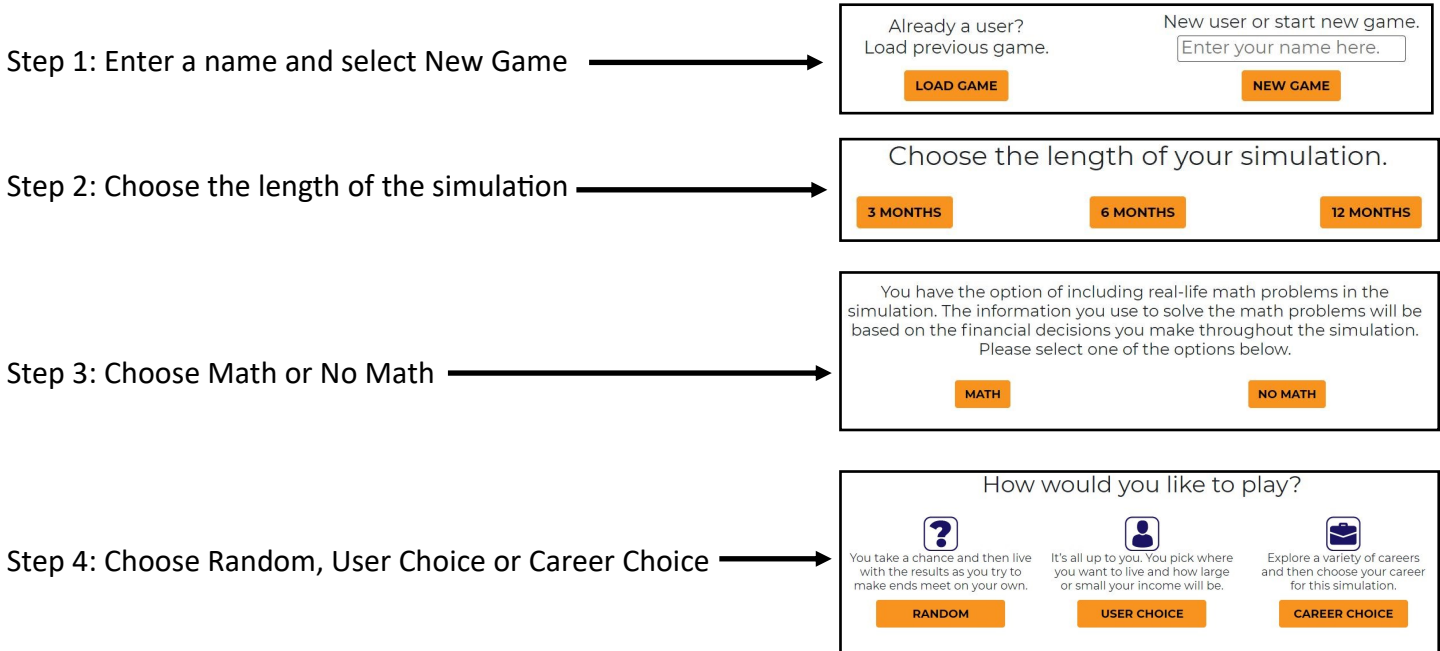 Step 1: Enter a name and select New Game
Already a user?
Load previous game.
LOAD GAME
New user or start new game.
Enter your name here.
NEW GAME
Step 2: Choose the length of the simulation
Choose the length of your simulation.
3 MONTHS
6 MONTHS
12 MONTHS
Step 3: Choose Math or No Math
You have the option of including real-life math problems in the
simulation. The information you use to solve the math problems will be
based on the financial decisions you make throughout the simulation.
Please select one of the options below.
MATH
NO MATH
Step 4: Choose Random, User Choice or Career Choice
How would you like to play?
?
You take a chance and then live
with the results as you try to
make ends meet on your own.
RANDOM
It's all up to you. You pick where
you want to live and how large
or small your income will be.
USER CHOICE
Explore a variety of careers
and then choose your career
for this simulation.
CAREER CHOICE